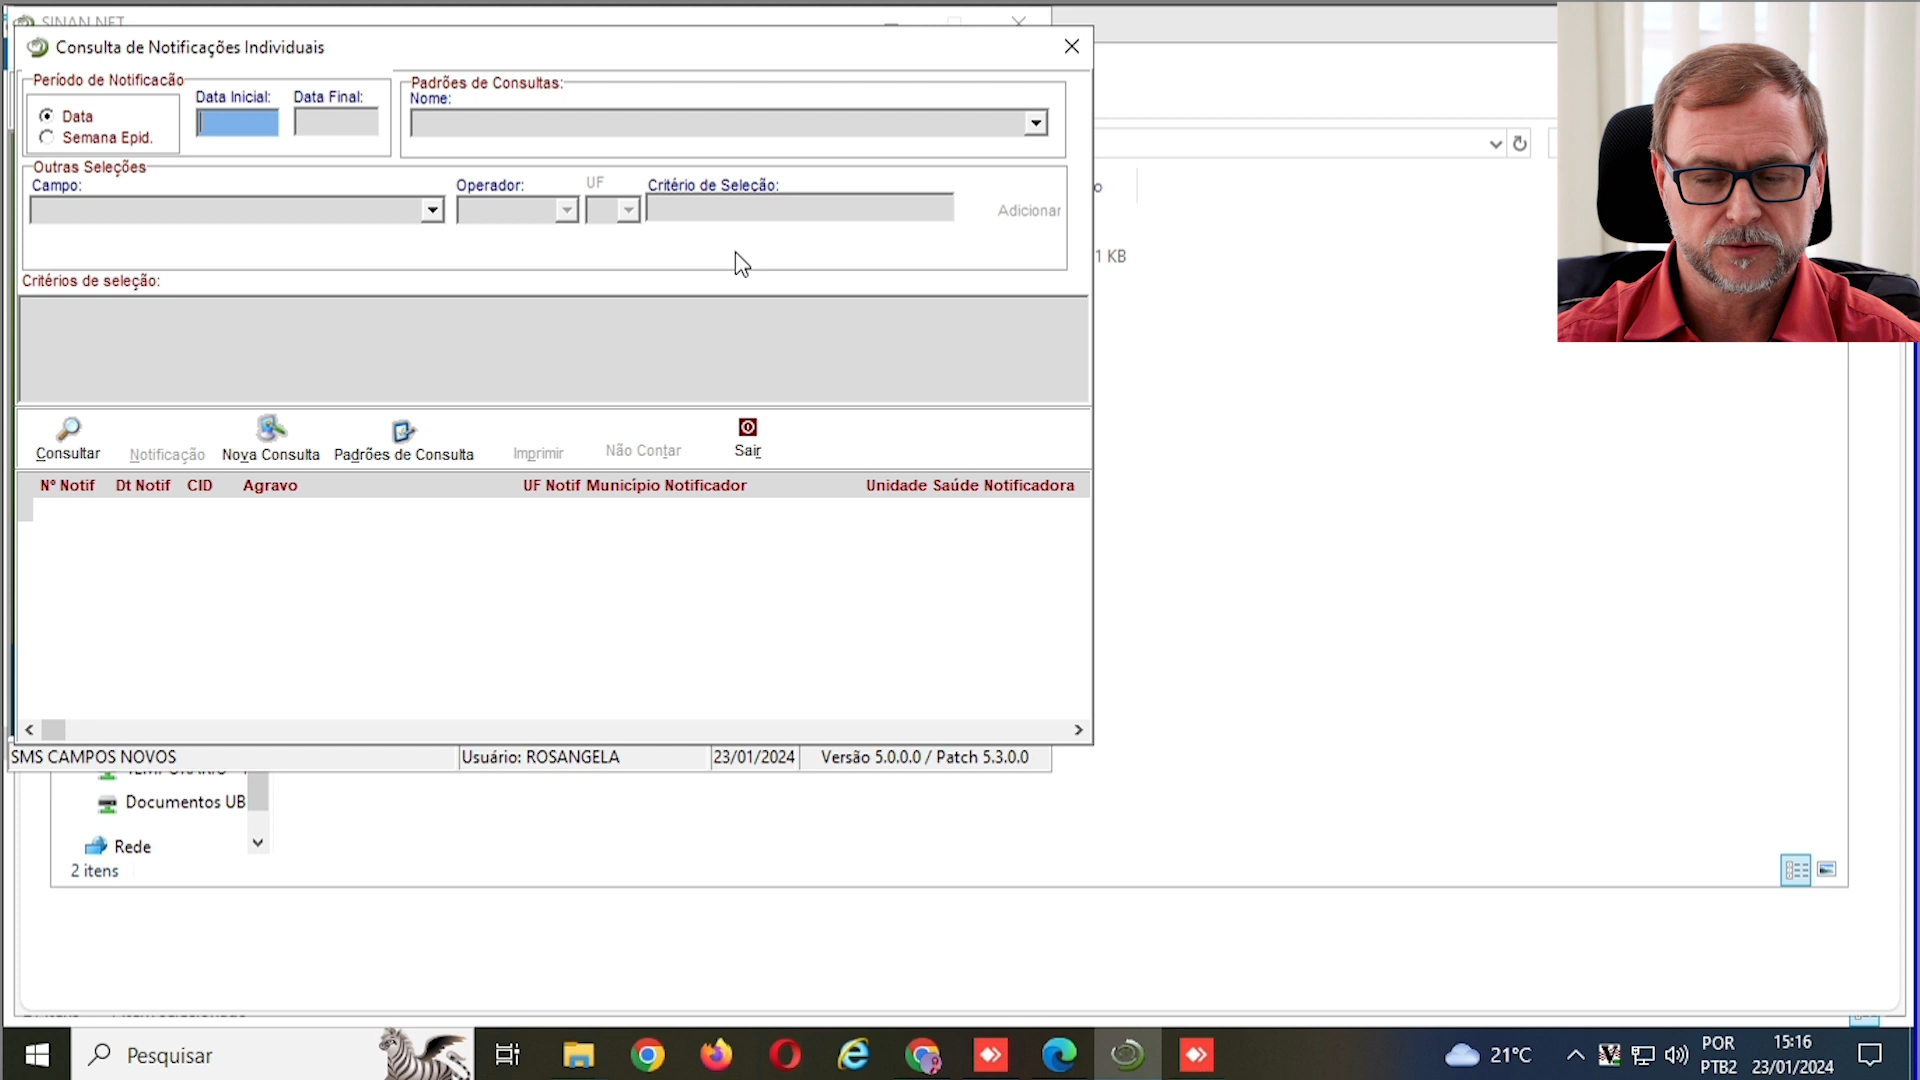 SINAN NET
Consulta de Notificações Individuais
Período de Notificação
Data
Semana Epid.
Data Inicial:
Data Final:
Padrões de Consultas:
Nome:
Outras Seleções
Campo:
Operador:
UF
Critério de Seleção:
Adicionar
o
1 KB
Critérios de seleção:
Consultar
Notificação
Nova Consulta
Padrões de Consulta
Imprimir
Não Contar
Sair
Nº Notif Dt Notif CID Agravo UF Notif Município Notificador Unidade Saúde Notificadora
SMS CAMPOS NOVOS
Usuário: ROSANGELA
23/01/2024
Versão 5.0.0.0 / Patch 5.3.0.0
Documentos UB
Rede
2 itens
Pesquisar
21°C
POR
PTB2
15:16
23/01/2024